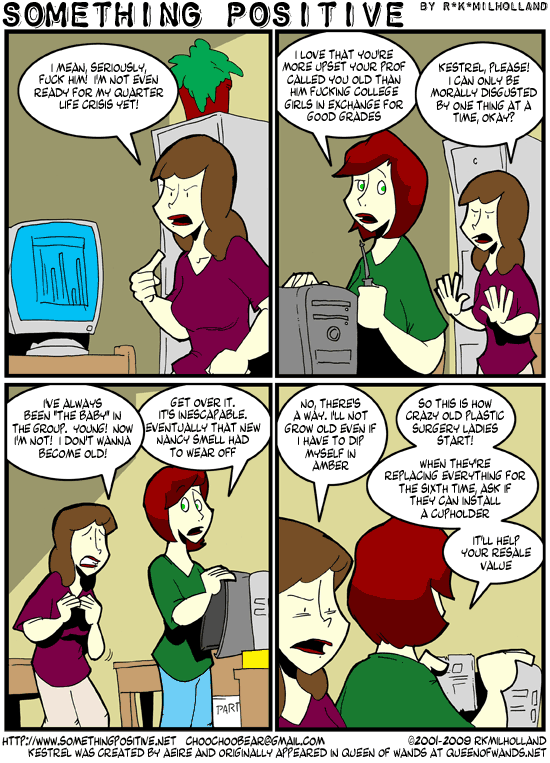 SOMETHING POSITIVE BY R*K*MILHOLLAND
I MEAN, SERIOUSLY,
FUCK HIM! I'M NOT EVEN
READY FOR MY QUARTER
LIFE CRISIS YET!
I LOVE THAT YOU'RE
MORE UPSET YOUR PROF
CALLED YOU OLD THAN
HIM FUCKING COLLEGE
GIRLS IN EXCHANGE FOR
GOOD GRADES
KESTREL, PLEASE!
I CAN ONLY BE
MORALLY DISGUSTED
BY ONE THING AT A
TIME, OKAY?
C
I'VE ALWAYS
BEEN "THE BABY" IN
THE GROUP. YOUNG! NOW
I'M NOT! I DON'T WANNA
BECOME OLD!
GET OVER IT.
IT'S INESCAPABLE.
EVENTUALLY THAT NEW
NANCY SMELL HAD
TO WEAR OFF
PART
NO, THERE'S
A WAY. I'LL NOT
GROW OLD EVEN IF
I HAVE TO DIP
MYSELF IN
AMBER
SO THIS IS HOW
CRAZY OLD PLASTIC
SURGERY LADIES
START!
WHEN THEY'RE
REPLACING EVERYTHING FOR
THE SIXTH TIME, ASK IF
THEY CAN INSTALL
A CUPHOLDER
IT'LL HELP
YOUR RESALE
VALUE
HTTP://WWW.SOMETHINGPOSITIVE.NET CHOOCHOOBEAR@GMAIL.COM ©2001-2009 RKMILHOLLAND
KESTREL WAS CREATED BY AEIRE AND ORIGINALLY APPEARED IN QUEEN OF WANDS AT QUEENOFWANDS.NET